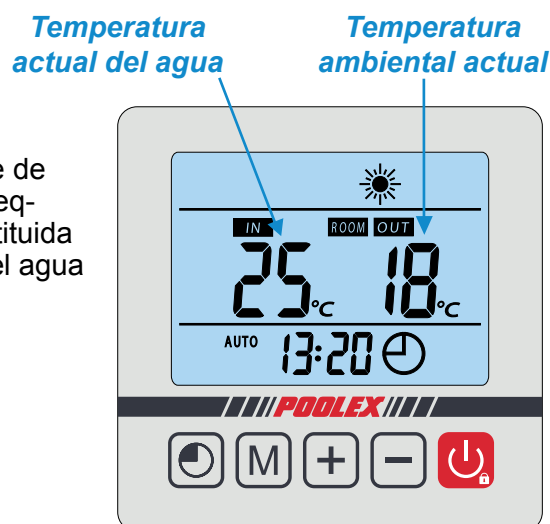 Temperatura
actual del agua
Temperatura
ambiental actual
e de
eq-
tituida
el agua
IN ROOM OUT
25°C 18°C
AUTO 13:20
POOLEX
M + −